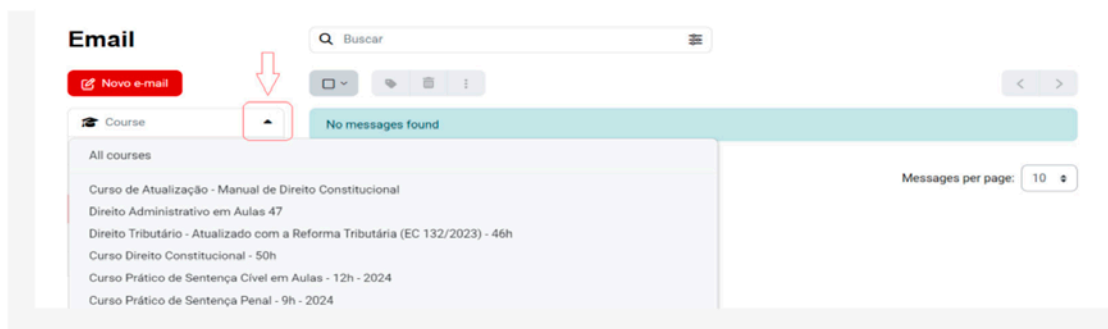 Email
Buscar
Novo e-mail
Course
No messages found
All courses
Messages per page: 10
Curso de Atualização - Manual de Direito Constitucional
Direito Administrativo em Aulas 47
Direito Tributário - Atualizado com a Reforma Tributária (EC 132/2023) - 46h
Curso Direito Constitucional - 50h
Curso Prático de Sentença Cível em Aulas - 12h - 2024
Curso Prático de Sentença Penal - 9h - 2024